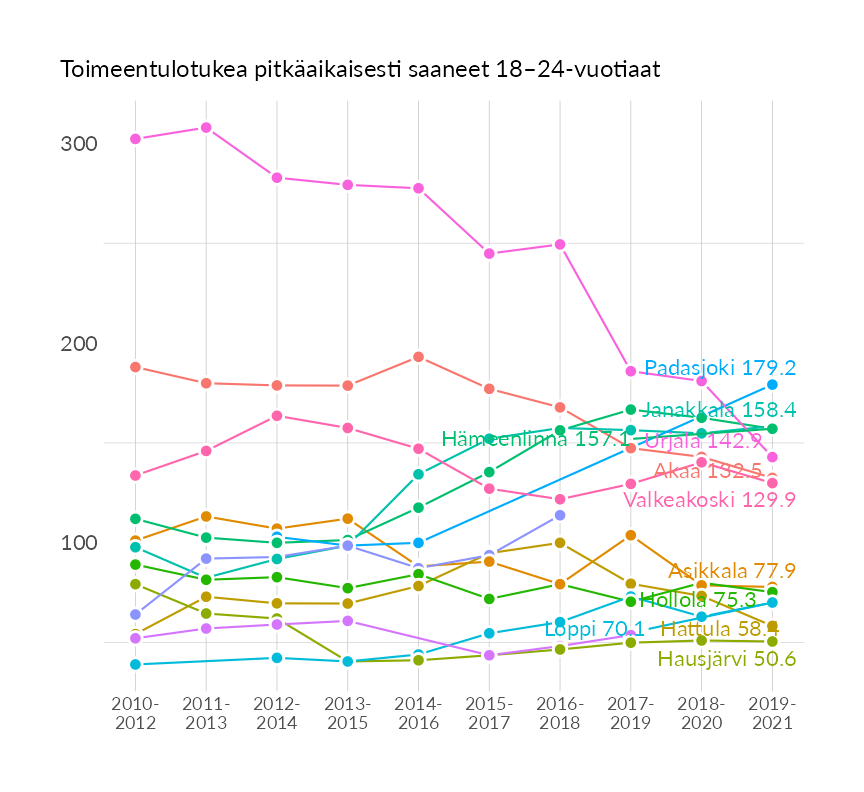 Toimeentulotukea pitkäaikaisesti saaneet 18–24-vuotiaat
300
200
100
Padasjoki 179.2
Janakkala 158.4
Hämeenlinna 157.1
Urjala 142.9
Akaa 132.5
Valkeakoski 129.9
Asikkala 77.9
Hollola 75.3
Loppi 70.1
Hattula 58.4
Hausjärvi 50.6
2010-
2012
2011-
2013
2012-
2014
2013-
2015
2014-
2016
2015-
2017
2016-
2018
2017-
2019
2018-
2020
2019-
2021